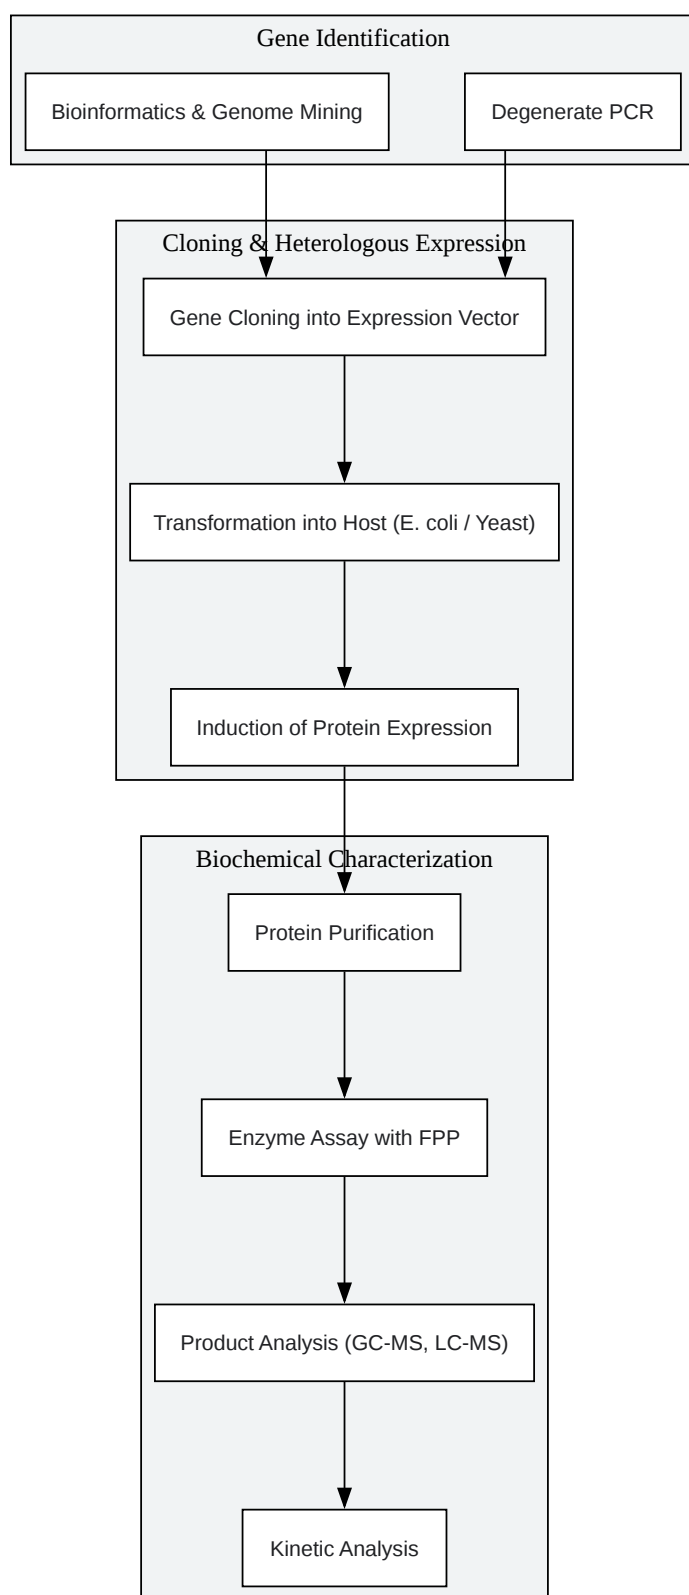 Gene Identification
Bioinformatics & Genome Mining
Degenerate PCR
Cloning & Heterologous Expression
Gene Cloning into Expression Vector
Transformation into Host (E. coli / Yeast)
Induction of Protein Expression
Biochemical Characterization
Protein Purification
Enzyme Assay with FPP
Product Analysis (GC-MS, LC-MS)
Kinetic Analysis